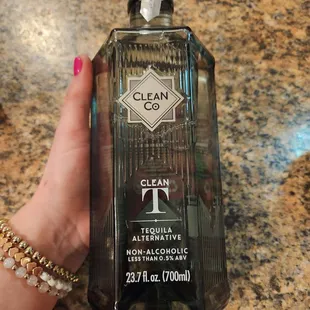 CLEAN
CO
CLEAN
T
TEQUILA
ALTERNATIVE
NON-ALCOHOLIC
LESS THAN 0.5% ABV
23.7 fl. oz. (700ml)